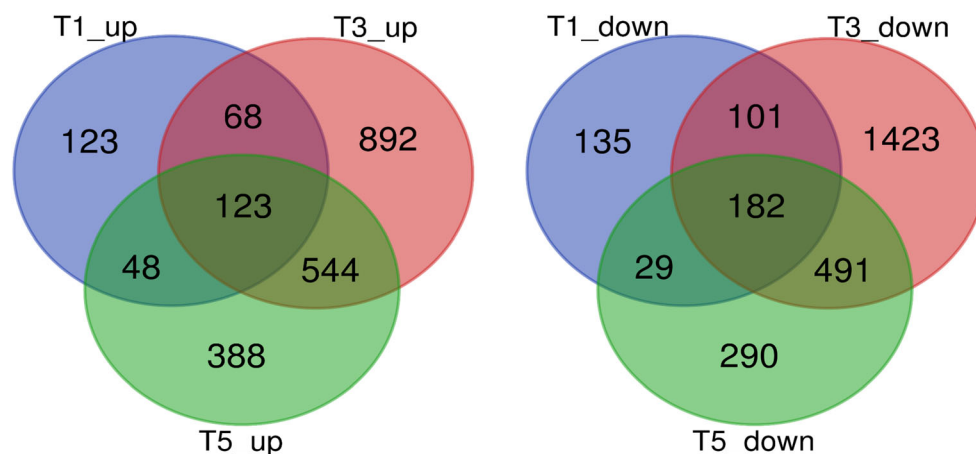 T1_up
T3_up
123
68
892
123
48
544
388
T5_up
T1_down
T3_down
135
101
1423
182
29
491
290
T5_down